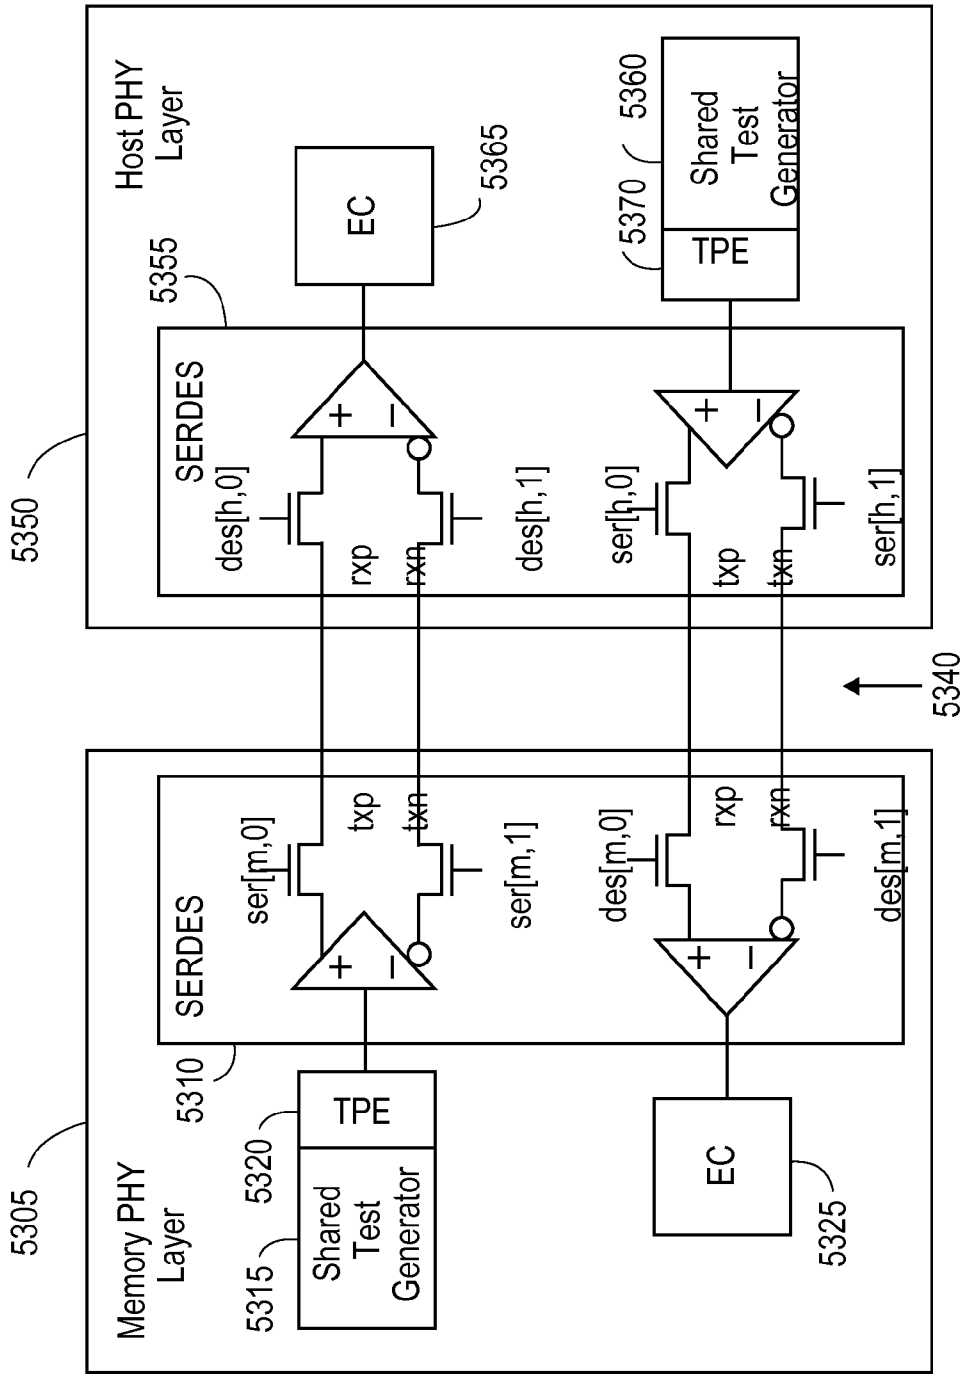 5305
Memory PHY
Layer
5310
SERDES
5315
5320
Shared
Test
Generator
TPE
ser[m,0]
+
–
txp
txn
ser[m,1]
des[m,0]
+
–
rxp
rxn
des[m,1]
EC
5325
5340
5350
Host PHY
Layer
5355
SERDES
des[h,0]
+
–
rxp
rxn
des[h,1]
EC
5365
ser[h,0]
+
–
txp
txn
ser[h,1]
5370
5360
TPE
Shared
Test
Generator